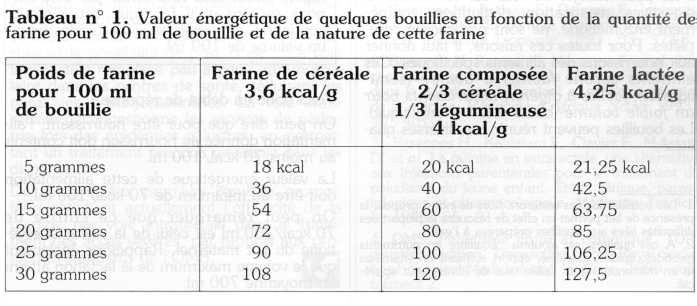 Tableau n° 1. Valeur énergétique de quelques bouillies en fonction de la quantité de
farine pour 100 ml de bouillie et de la nature de cette farine
Poids de farine Farine de céréale Farine composée Farine lactée
pour 100 ml 3,6 kcal/g 2/3 céréale 4,25 kcal/g
de bouillie 1/3 légumineuse
4 kcal/g
5 grammes 18 kcal 20 kcal 21,25 kcal
10 grammes 36 40 42,5
15 grammes 54 60 63,75
20 grammes 72 80 85
25 grammes 90 100 106,25
30 grammes 108 120 127,5